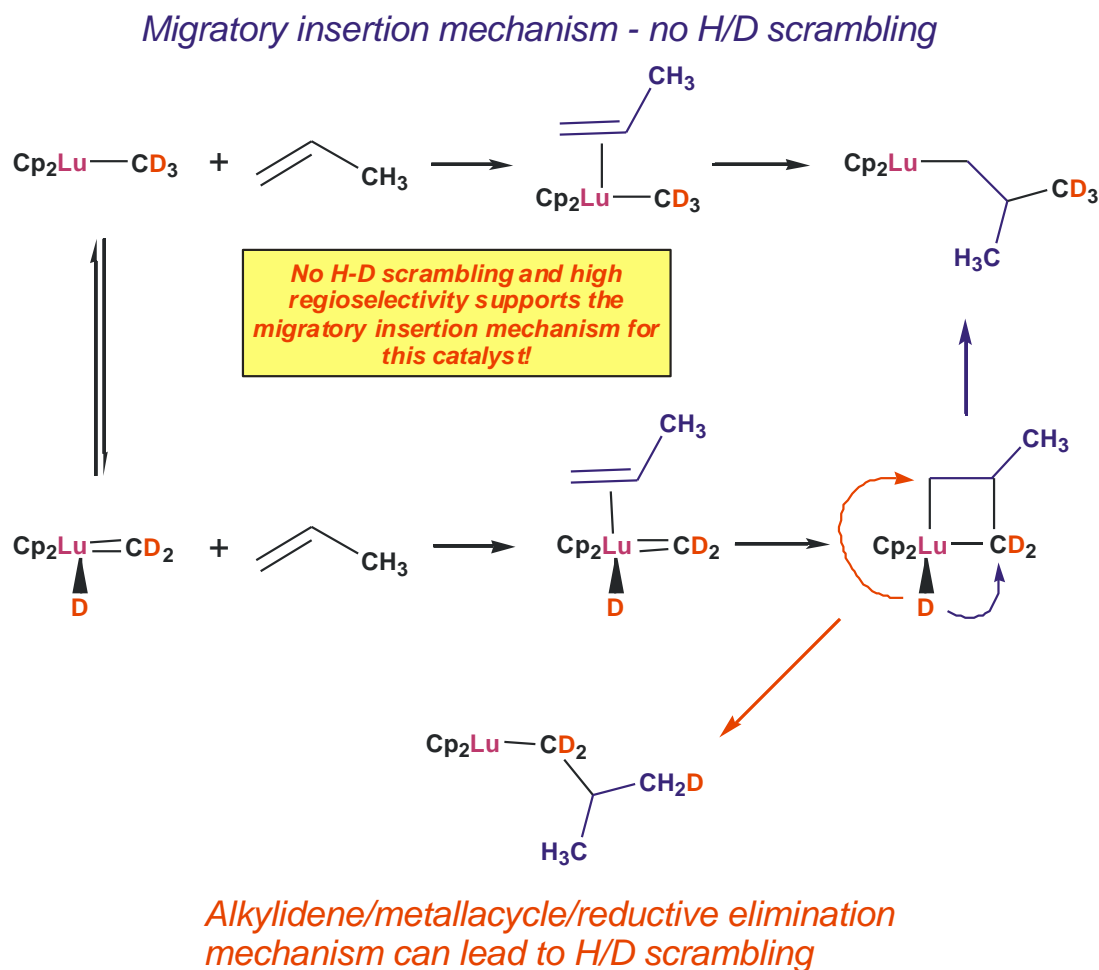 Migratory insertion mechanism - no H/D scrambling
CH3
Cp2Lu CD3 + CH3
Cp2Lu CD3
Cp2Lu CD3
H3C
No H-D scrambling and high
regioselectivity supports the
migratory insertion mechanism for
this catalyst!
CH3
CH3
Cp2Lu CD2 + CH3
D
Cp2Lu CD2
D
Cp2Lu CD2
D
Cp2Lu CD2
CH2D
H3C
Alkylidene/metallacycle/reductive elimination
mechanism can lead to H/D scrambling